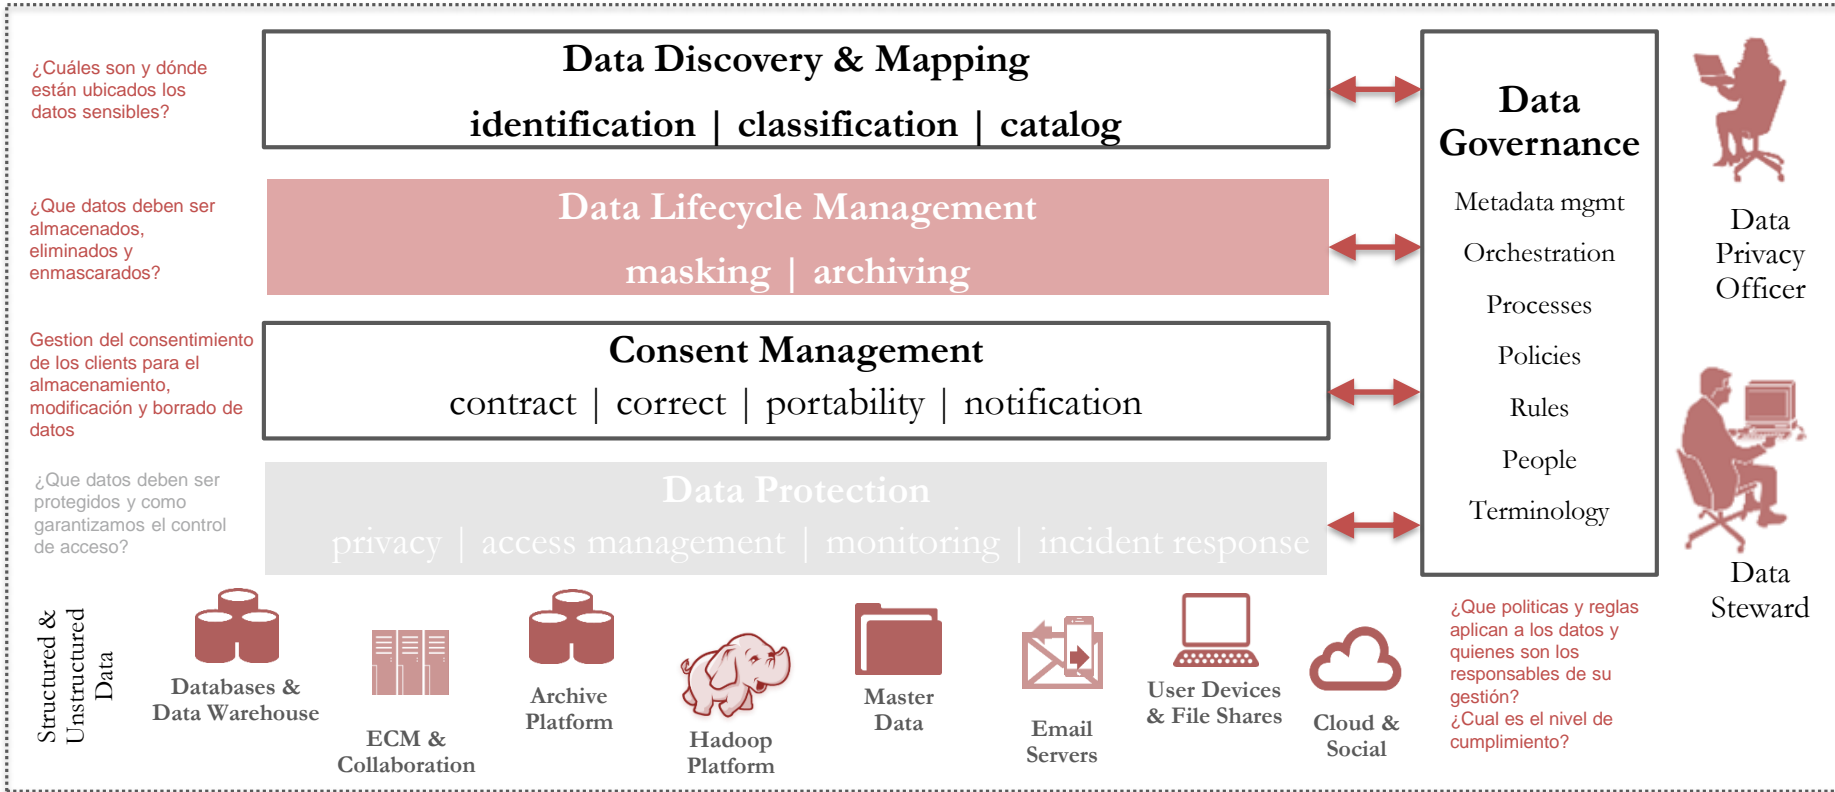 ¿Cuáles son y dónde
están ubicados los
datos sensibles?
Data Discovery & Mapping
identification | classification | catalog
¿Que datos deben ser
almacenados,
eliminados y
enmascarados?
Data Lifecycle Management
masking | archiving
Gestion del consentimiento
de los clients para el
almacenamiento,
modificación y borrado de
datos
Consent Management
contract | correct | portability | notification
¿Que datos deben ser
protegidos y como
garantizamos el control
de acceso?
Data Protection
privacy | access management | monitoring | incident response
Data
Governance
Metadata mgmt
Orchestration
Processes
Policies
Rules
People
Terminology
Data
Privacy
Officer
Data
Steward
Structured &
Unstructured
Data
Databases &
Data Warehouse
ECM &
Collaboration
Archive
Platform
Hadoop
Platform
Master
Data
Email
Servers
User Devices
& File Shares
Cloud &
Social
¿Que politicas y reglas
aplican a los datos y
quienes son los
responsables de su
gestión?
¿Cual es el nivel de
cumplimiento?